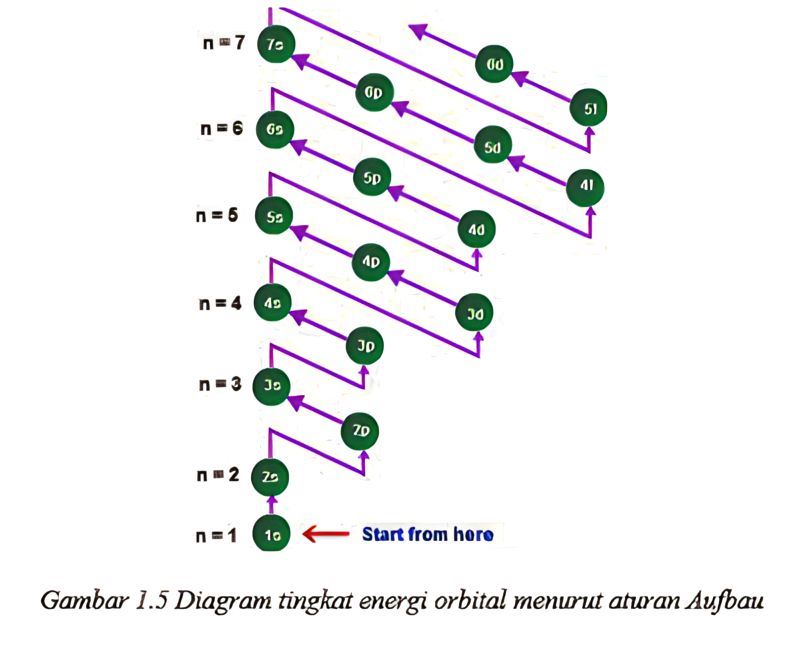 n = 7
7s
6d
6p
5f
n = 6
6s
5d
5p
4f
n = 5
5s
4d
4p
n = 4
4s
3d
3p
n = 3
3s
2p
n = 2
2s
n = 1
1s
Start from here
Gambar 1.5 Diagram tingkat energi orbital menurut aturan Aufbau